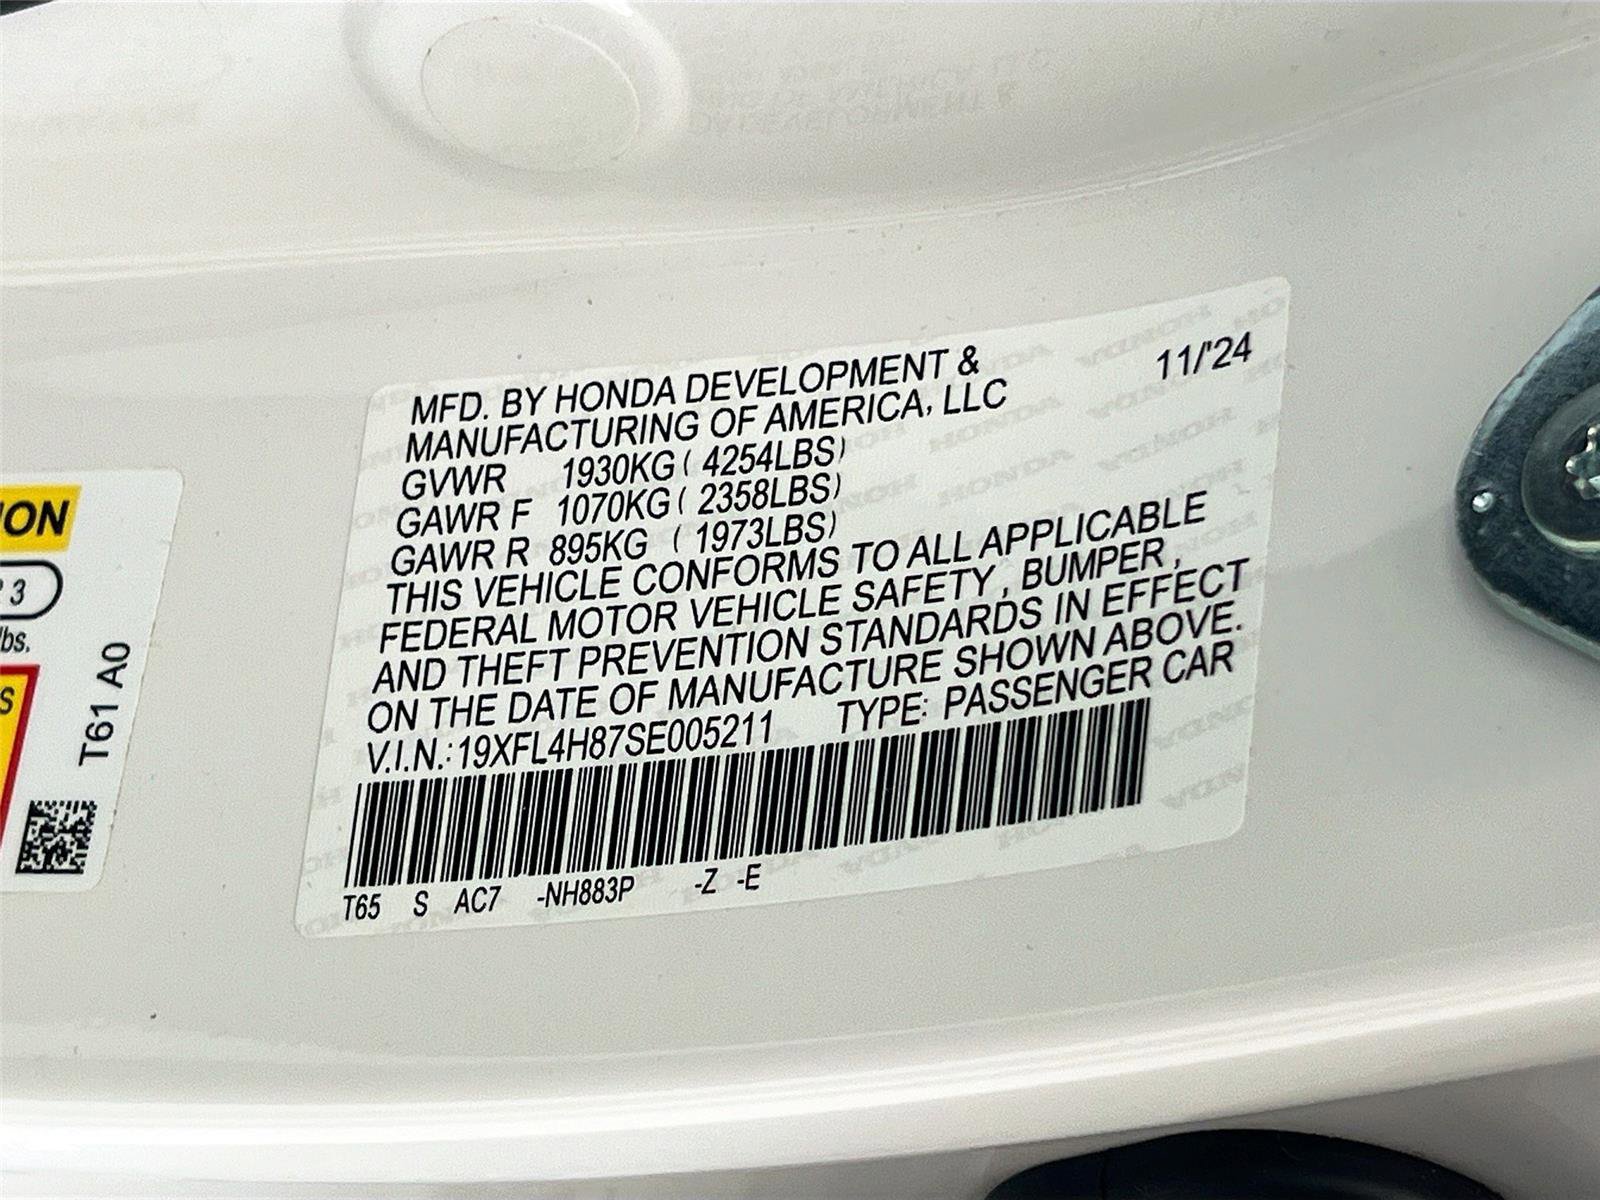 MFD. BY HONDA DEVELOPMENT & 11/'24
MANUFACTURING OF AMERICA, LLC
GVWR 1930KG ( 4254LBS)
GAWR F 1070KG ( 2358LBS)
GAWR R 895KG ( 1973LBS)
THIS VEHICLE CONFORMS TO ALL APPLICABLE
FEDERAL MOTOR VEHICLE SAFETY, BUMPER,
AND THEFT PREVENTION STANDARDS IN EFFECT
ON THE DATE OF MANUFACTURE SHOWN ABOVE.
V.I.N.: 19XFL4H87SE005211 TYPE: PASSENGER CAR
T65 S AC7 -NH883P -Z -E
3
lbs.
T61 A0